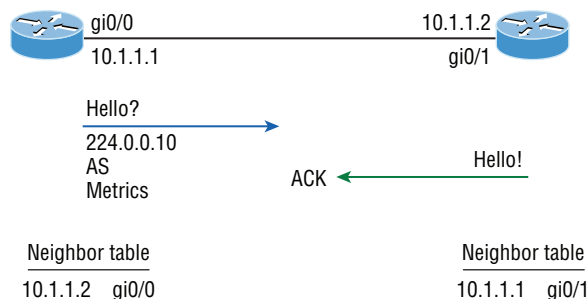 gi0/0
10.1.1.2
10.1.1.1
gi0/1
Hello?
224.0.0.10
AS
Metrics
Hello!
ACK
Neighbor table
10.1.1.2 gi0/0
Neighbor table
10.1.1.1 gi0/1